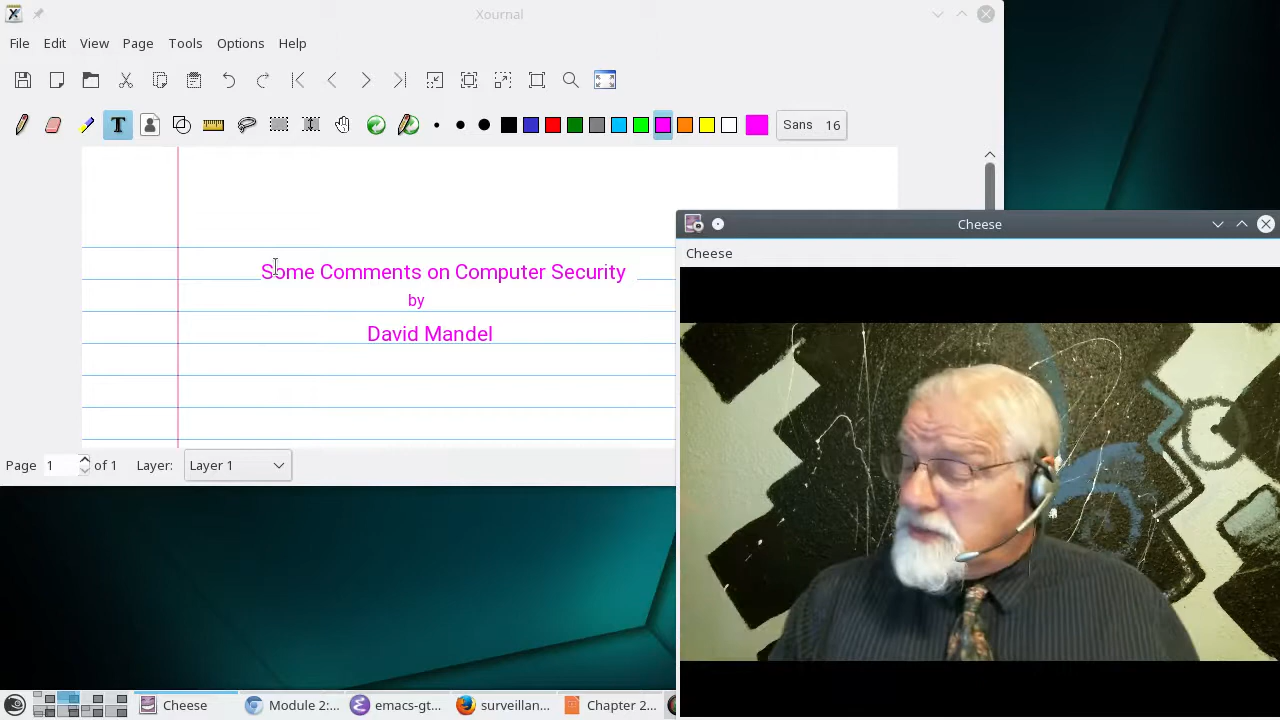 Xournal
File Edit View Page Tools Options Help
T Sans 16
Cheese
Cheese
Some Comments on Computer Security
by
David Mandel
Page 1 of 1 Layer: Layer 1
Cheese Module 2:... emacs-gt... surveillan... Chapter 2...